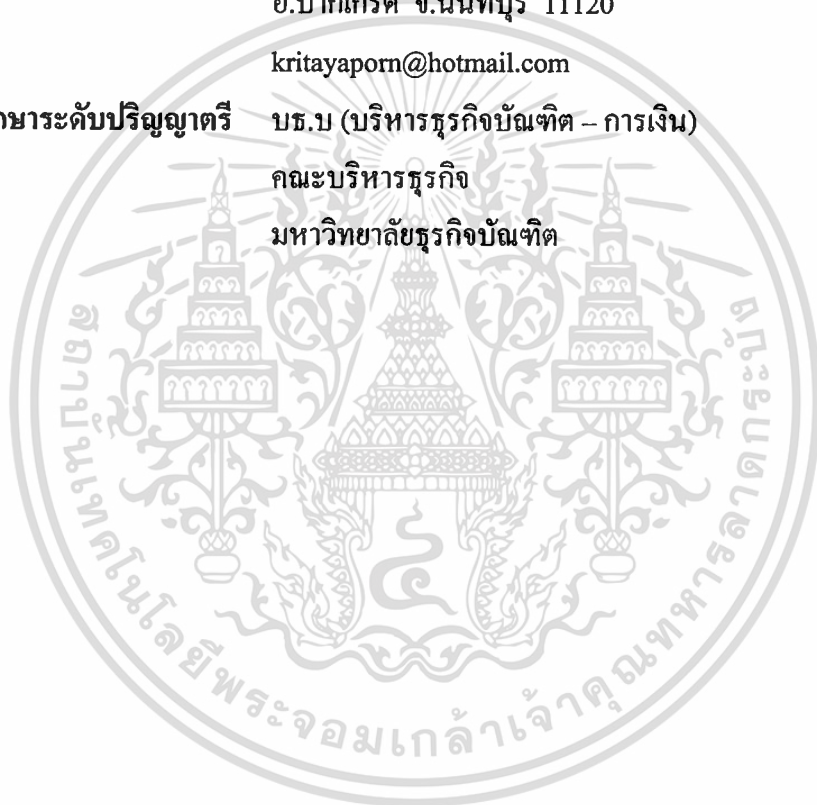 อ.ปากเกร็ด จ.นนทบุรี 11120
kritayaporn@hotmail.com
ษาระดับปริญญาตรี บธ.บ (บริหารธุรกิจบัณฑิต – การเงิน)
คณะบริหารธุรกิจ
มหาวิทยาลัยธุรกิจบัณฑิต
สถาบันเทคโนโลยีพระจอมเกล้าเจ้าคุณทหารลาดกระบัง